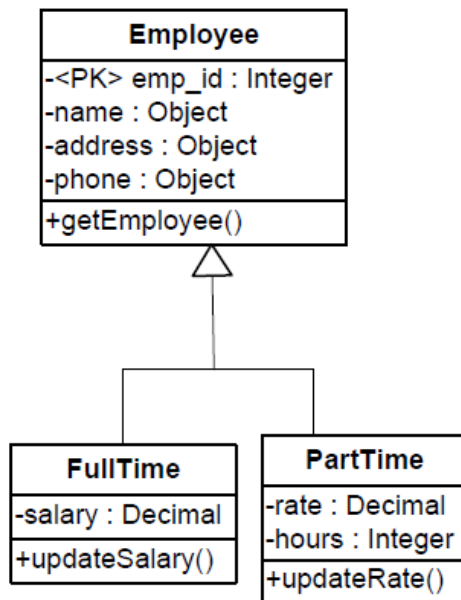 Employee
-<PK> emp_id : Integer
-name : Object
-address : Object
-phone : Object
+getEmployee()
FullTime
-salary : Decimal
+updateSalary()
PartTime
-rate : Decimal
-hours : Integer
+updateRate()